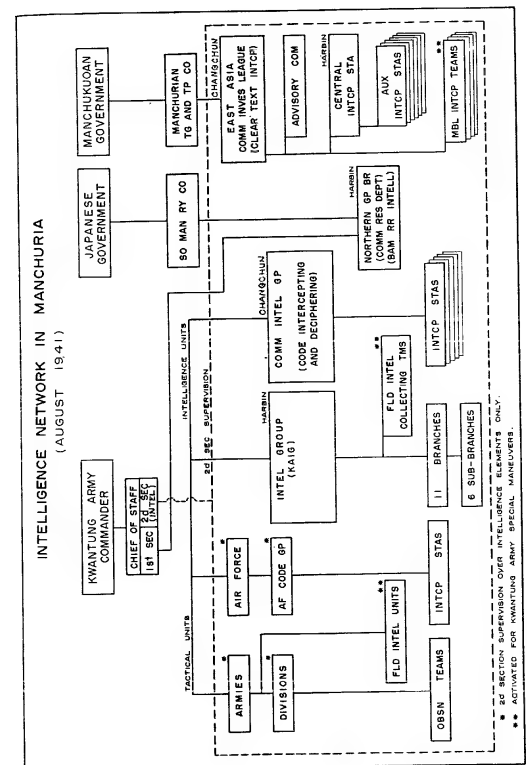 INTELLIGENCE NETWORK IN MANCHURIA
(AUGUST 1941)
KWANTUNG ARMY
COMMANDER
CHIEF OF STAFF
1st SEC
2d SEC
(INTEL)
JAPANESE
GOVERNMENT
MANCHUKUOAN
GOVERNMENT
SO MAN RY CO
MANCHURIAN
TG AND TP CO
TACTICAL UNITS
INTELLIGENCE UNITS
2d SEC SUPERVISION
*
ARMIES
*
DIVISIONS
OBSN TEAMS
**
FLD INTEL UNITS
*
AIR FORCE
*
AF CODE GP
INTCP STAS
HARBIN
INTEL GROUP
(KAIG)
**
FLD INTEL
COLLECTING TMS
11 BRANCHES
6 SUB-BRANCHES
CHANGCHUN
COMM INTEL GP
(CODE INTERCEPTING
AND DECIPHERING)
INTCP STAS
HARBIN
NORTHERN GP BR
(COMM RES DEPT)
(BAM RR INTELL)
CHANGCHUN
EAST ASIA
COMM INVES LEAGUE
(CLEAR TEXT INTCP)
ADVISORY COM
HARBIN
CENTRAL
INTCP STA
AUX
INTCP STAS
**
MBL INTCP TEAMS
* 2d SECTION SUPERVISION OVER INTELLIGENCE ELEMENTS ONLY.
** ACTIVATED FOR KWANTUNG ARMY SPECIAL MANEUVERS.